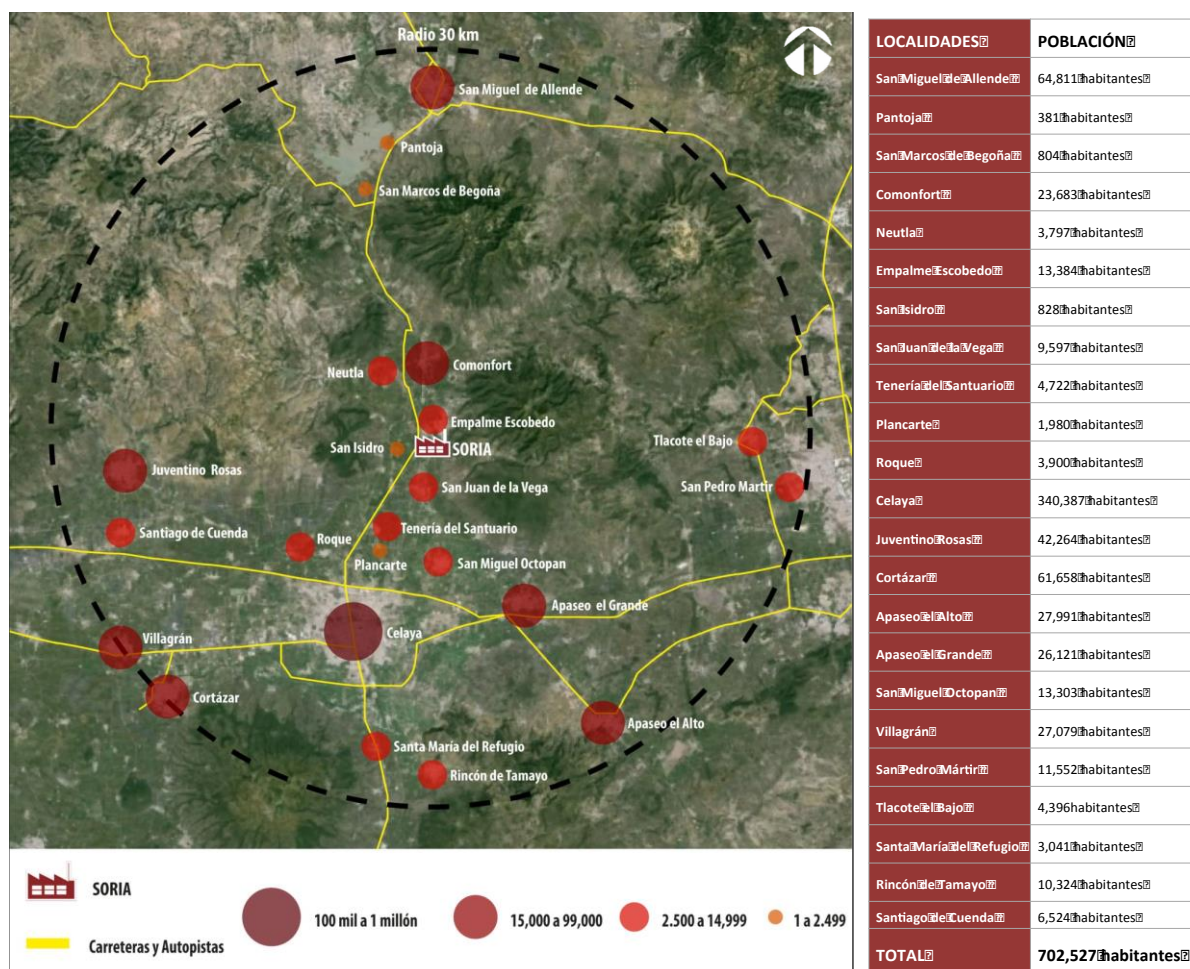 Radio 30 km
San Miguel de Allende
Pantoja
San Marcos de Begoña
Neutla
Comonfort
Empalme Escobedo
San Isidro
SORIA
Tlacote el Bajo
Juventino Rosas
San Juan de la Vega
San Pedro Martír
Santiago de Cuenda
Roque
Tenería del Santuario
Plancarte
San Miguel Octopan
Apaseo el Grande
Villagrán
Celaya
Cortázar
Apaseo el Alto
Santa María del Refugio
Rincón de Tamayo
SORIA
Carreteras y Autopistas
100 mil a 1 millón
15,000 a 99,000
2.500 a 14,999
1 a 2.499
LOCALIDADES POBLACIÓN
San Miguel de Allende 64,811 habitantes
Pantoja 381 habitantes
San Marcos de Begoña 804 habitantes
Comonfort 23,683 habitantes
Neutla 3,797 habitantes
Empalme Escobedo 13,384 habitantes
San Isidro 828 habitantes
San Juan de la Vega 9,597 habitantes
Tenería del Santuario 4,722 habitantes
Plancarte 1,980 habitantes
Roque 3,900 habitantes
Celaya 340,387 habitantes
Juventino Rosas 42,264 habitantes
Cortázar 61,658 habitantes
Apaseo el Alto 27,991 habitantes
Apaseo el Grande 26,121 habitantes
San Miguel Octopan 13,303 habitantes
Villagrán 27,079 habitantes
San Pedro Mártir 11,552 habitantes
Tlacote el Bajo 4,396habitantes
Santa María del Refugio 3,041 habitantes
Rincón de Tamayo 10,324 habitantes
Santiago de Cuenda 6,524 habitantes
TOTAL 702,527 habitantes